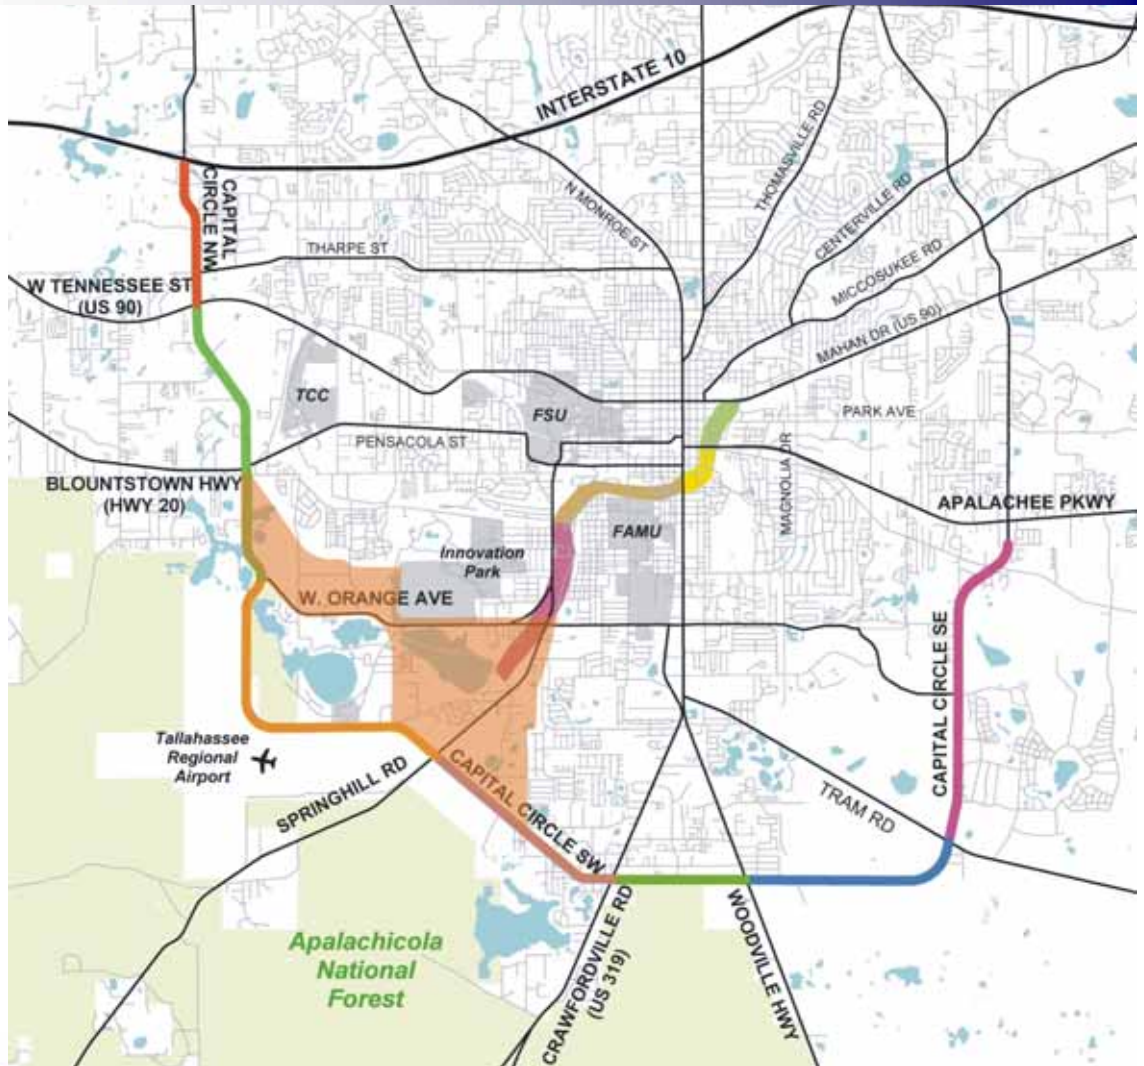 INTERSTATE 10
CAPITAL
CIRCLE NW
N MONROE ST
THOMASVILLE RD
CENTERVILLE RD
MICCOSUKEE RD
MAHAN DR (US 90)
THARPE ST
W TENNESSEE ST
(US 90)
TCC
FSU
PARK AVE
PENSACOLA ST
MAGNOLIA DR
BLOUNTSTOWN HWY
(HWY 20)
APALACHEE PKWY
Innovation
Park
FAMU
W. ORANGE AVE
CAPITAL CIRCLE SE
Tallahassee
Regional
Airport
SPRINGHILL RD
CAPITAL CIRCLE SW
TRAM RD
Apalachicola
National
Forest
CRAWFORDVILLE RD
(US 319)
WOODVILLE HWY